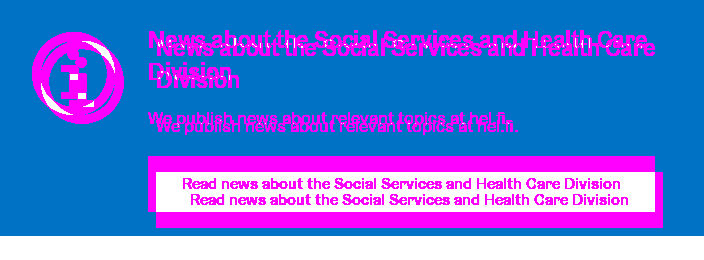 News about the Social Services and Health Care
Division
We publish news about relevant topics at hel.fi.
Read news about the Social Services and Health Care Division